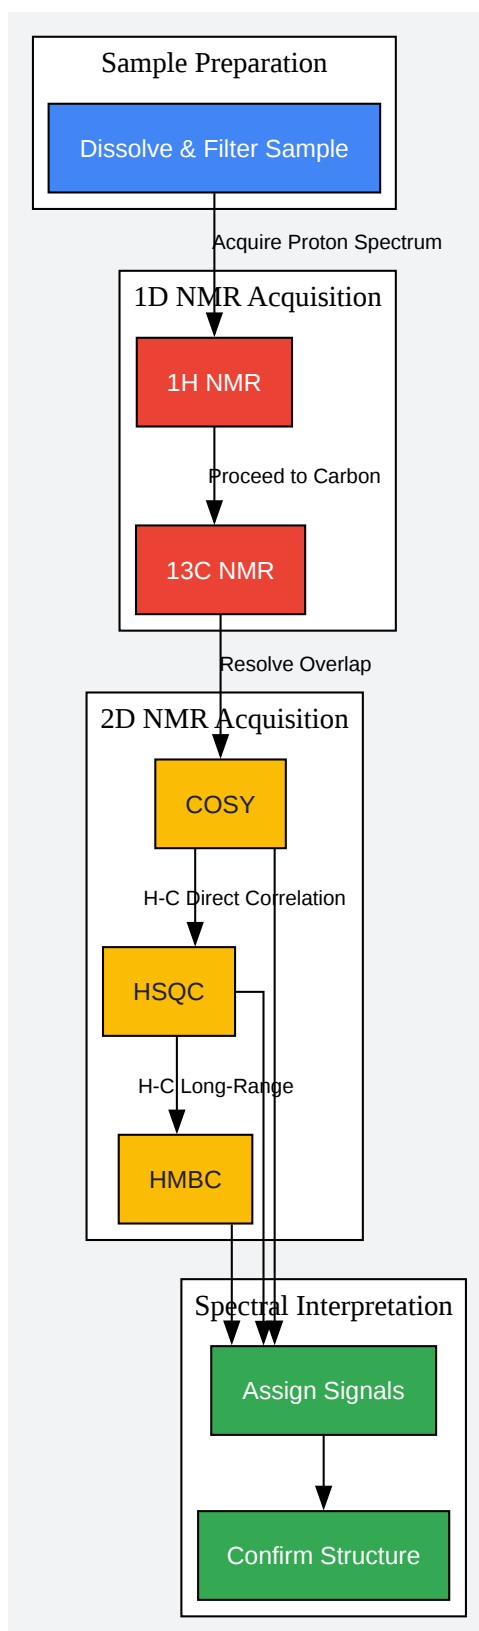 Sample Preparation
Dissolve & Filter Sample
Acquire Proton Spectrum
1D NMR Acquisition
1H NMR
Proceed to Carbon
13C NMR
Resolve Overlap
2D NMR Acquisition
COSY
H-C Direct Correlation
HSQC
H-C Long-Range
HMBC
Spectral Interpretation
Assign Signals
Confirm Structure